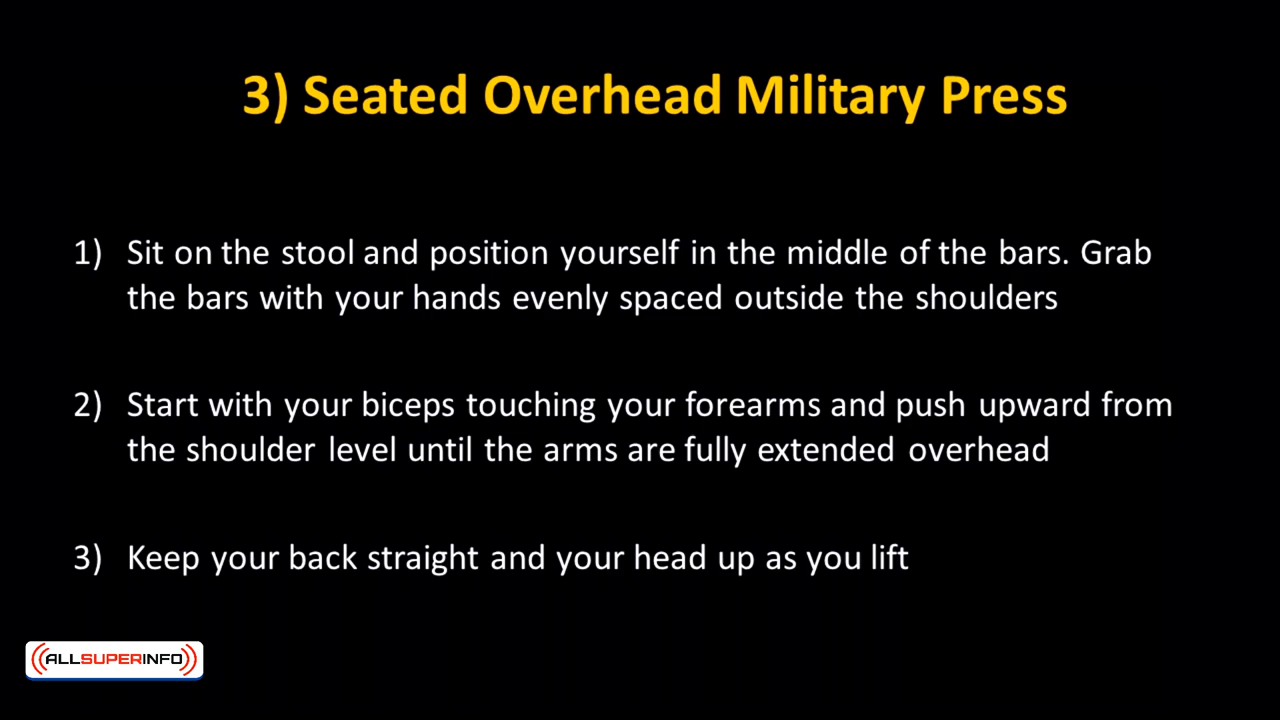 3) Seated Overhead Military Press
1) Sit on the stool and position yourself in the middle of the bars. Grab
the bars with your hands evenly spaced outside the shoulders
2) Start with your biceps touching your forearms and push upward from
the shoulder level until the arms are fully extended overhead
3) Keep your back straight and your head up as you lift
ALLSUPERINFO